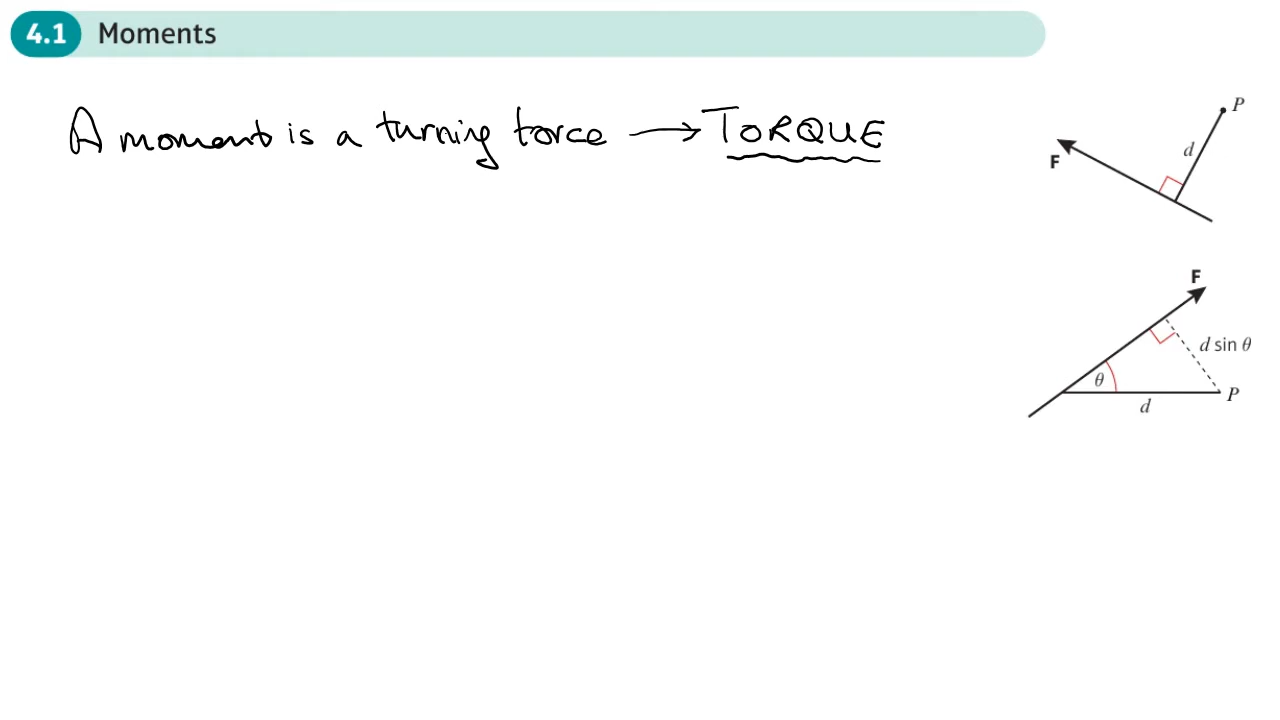 4.1 Moments
A moment is a turning force → TORQUE
P
d
F
F
d sin θ
θ
P
d